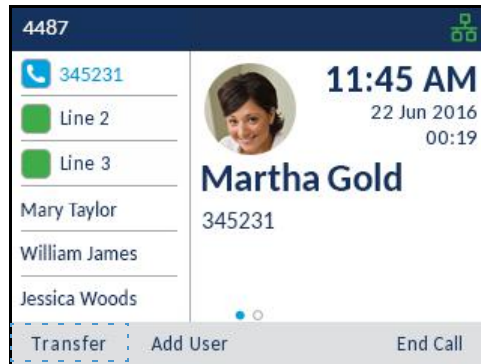 4487
345231
Line 2
Line 3
Mary Taylor
William James
Jessica Woods
11:45 AM
22 Jun 2016
00:19
Martha Gold
345231
Transfer Add User End Call